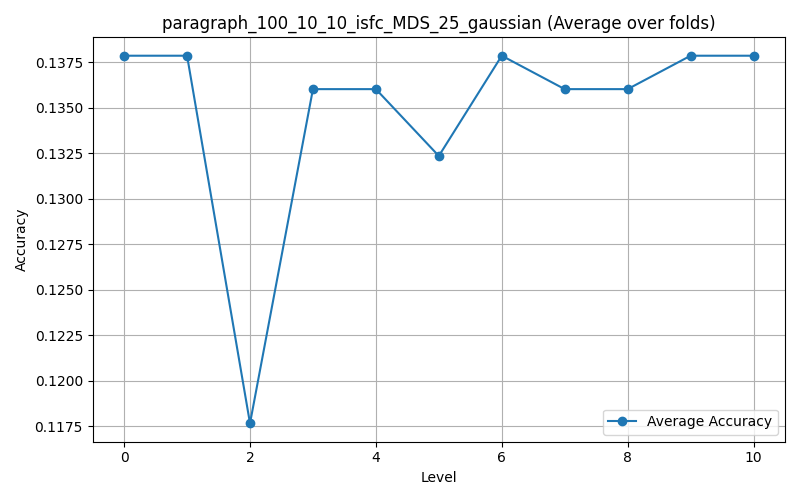 paragraph_100_10_10_isfc_MDS_25_gaussian (Average over folds)
0.1375
0.1350
0.1325
0.1300
0.1275
0.1250
0.1225
0.1200
0.1175
Accuracy
0 2 4 6 8 10
Level
Average Accuracy